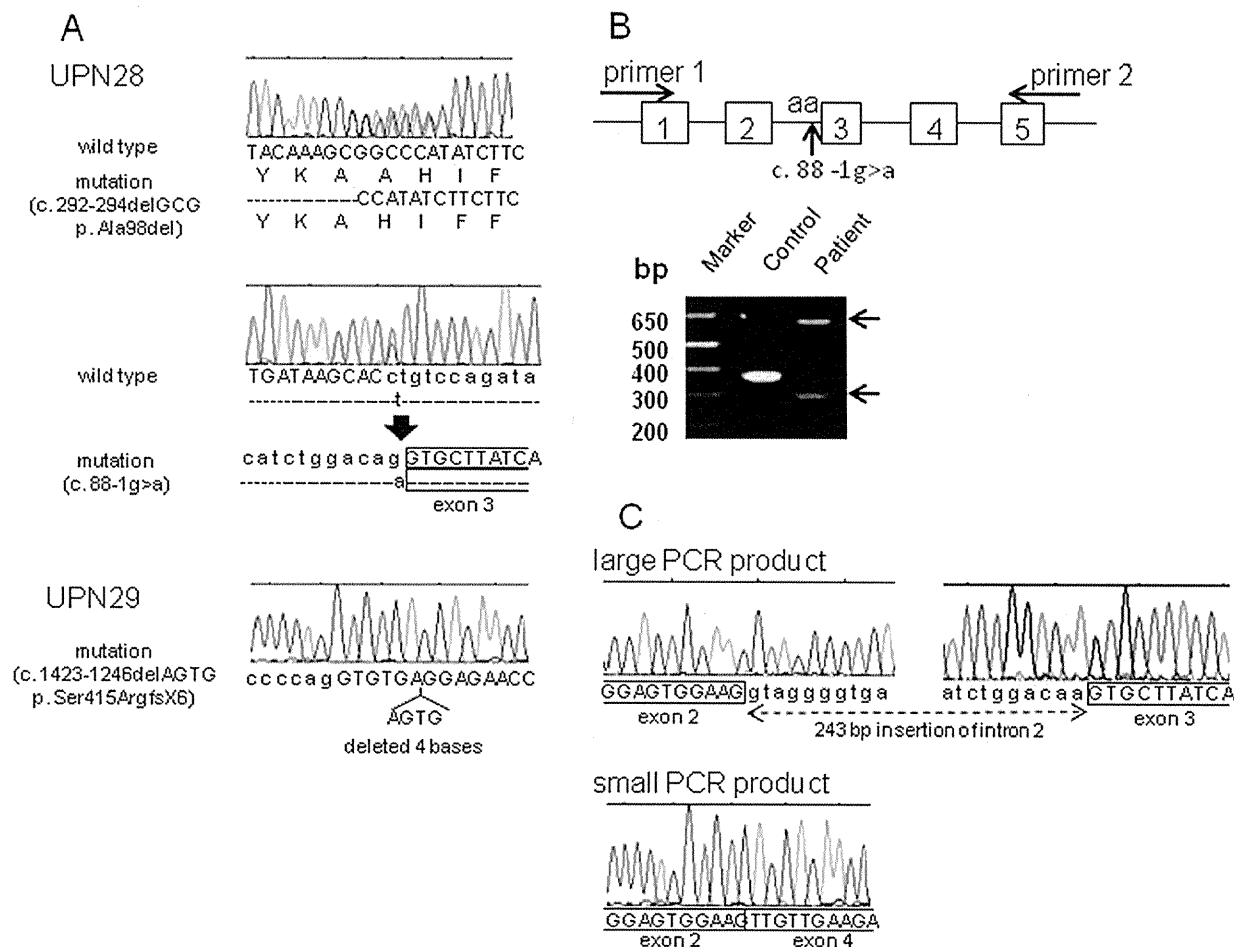 A
UPN28
wild type
TACAAAGCGGCCCATATCTTC
Y K A A H I F
mutation
(c.292-294delGCG
p.Ala98del)
------------CCATATCTTCTTC
Y K A H I F F
wild type
TGATAAGCACctgtccagata
t
mutation
(c.88-1g>a)
catctggacagGTGCTTATCA
a
exon 3
UPN29
mutation
(c.1423-1246delAGTG
p.Ser415ArgfsX6)
ccccagGTGTGAGGAGAACC
AGTG
deleted 4 bases
B
primer 1
primer 2
aa
1 2 3 4 5
c.88-1g>a
bp
Marker
Control
Patient
650
500
400
300
200
C
large PCR product
GGAGTGGAAGgtaggggtga
exon 2
atctggacaaGTGCTTATCA
exon 3
243bp insertion of intron 2
small PCR product
GGAGTGGAAGTTGTTGAAGA
exon 2 exon 4